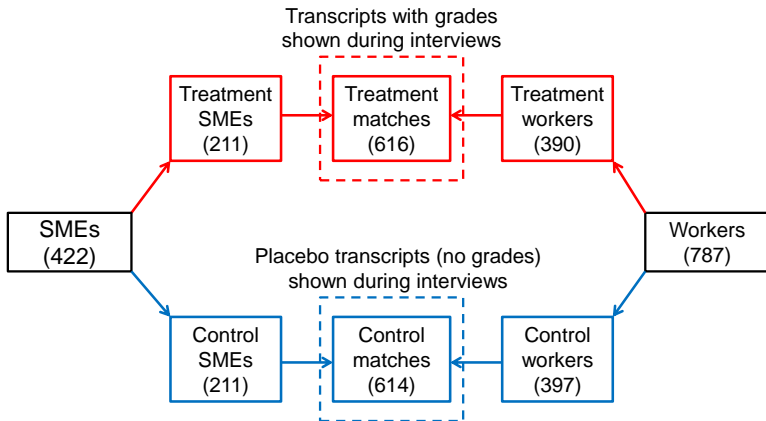 Transcripts with grades
shown during interviews
Treatment
SMEs
(211)
Treatment
matches
(616)
Treatment
workers
(390)
SMEs
(422)
Workers
(787)
Placebo transcripts (no grades)
shown during interviews
Control
SMEs
(211)
Control
matches
(614)
Control
workers
(397)